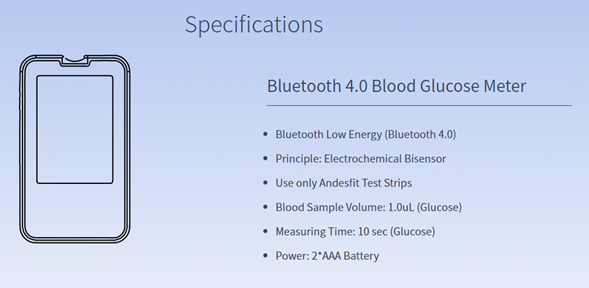 Specifications
Bluetooth 4.0 Blood Glucose Meter
Bluetooth Low Energy (Bluetooth 4.0)
Principle: Electrochemical Bisensor
Use only Andesfit Test Strips
Blood Sample Volume: 1.0uL (Glucose)
Measuring Time: 10 sec (Glucose)
Power: 2*AAA Battery